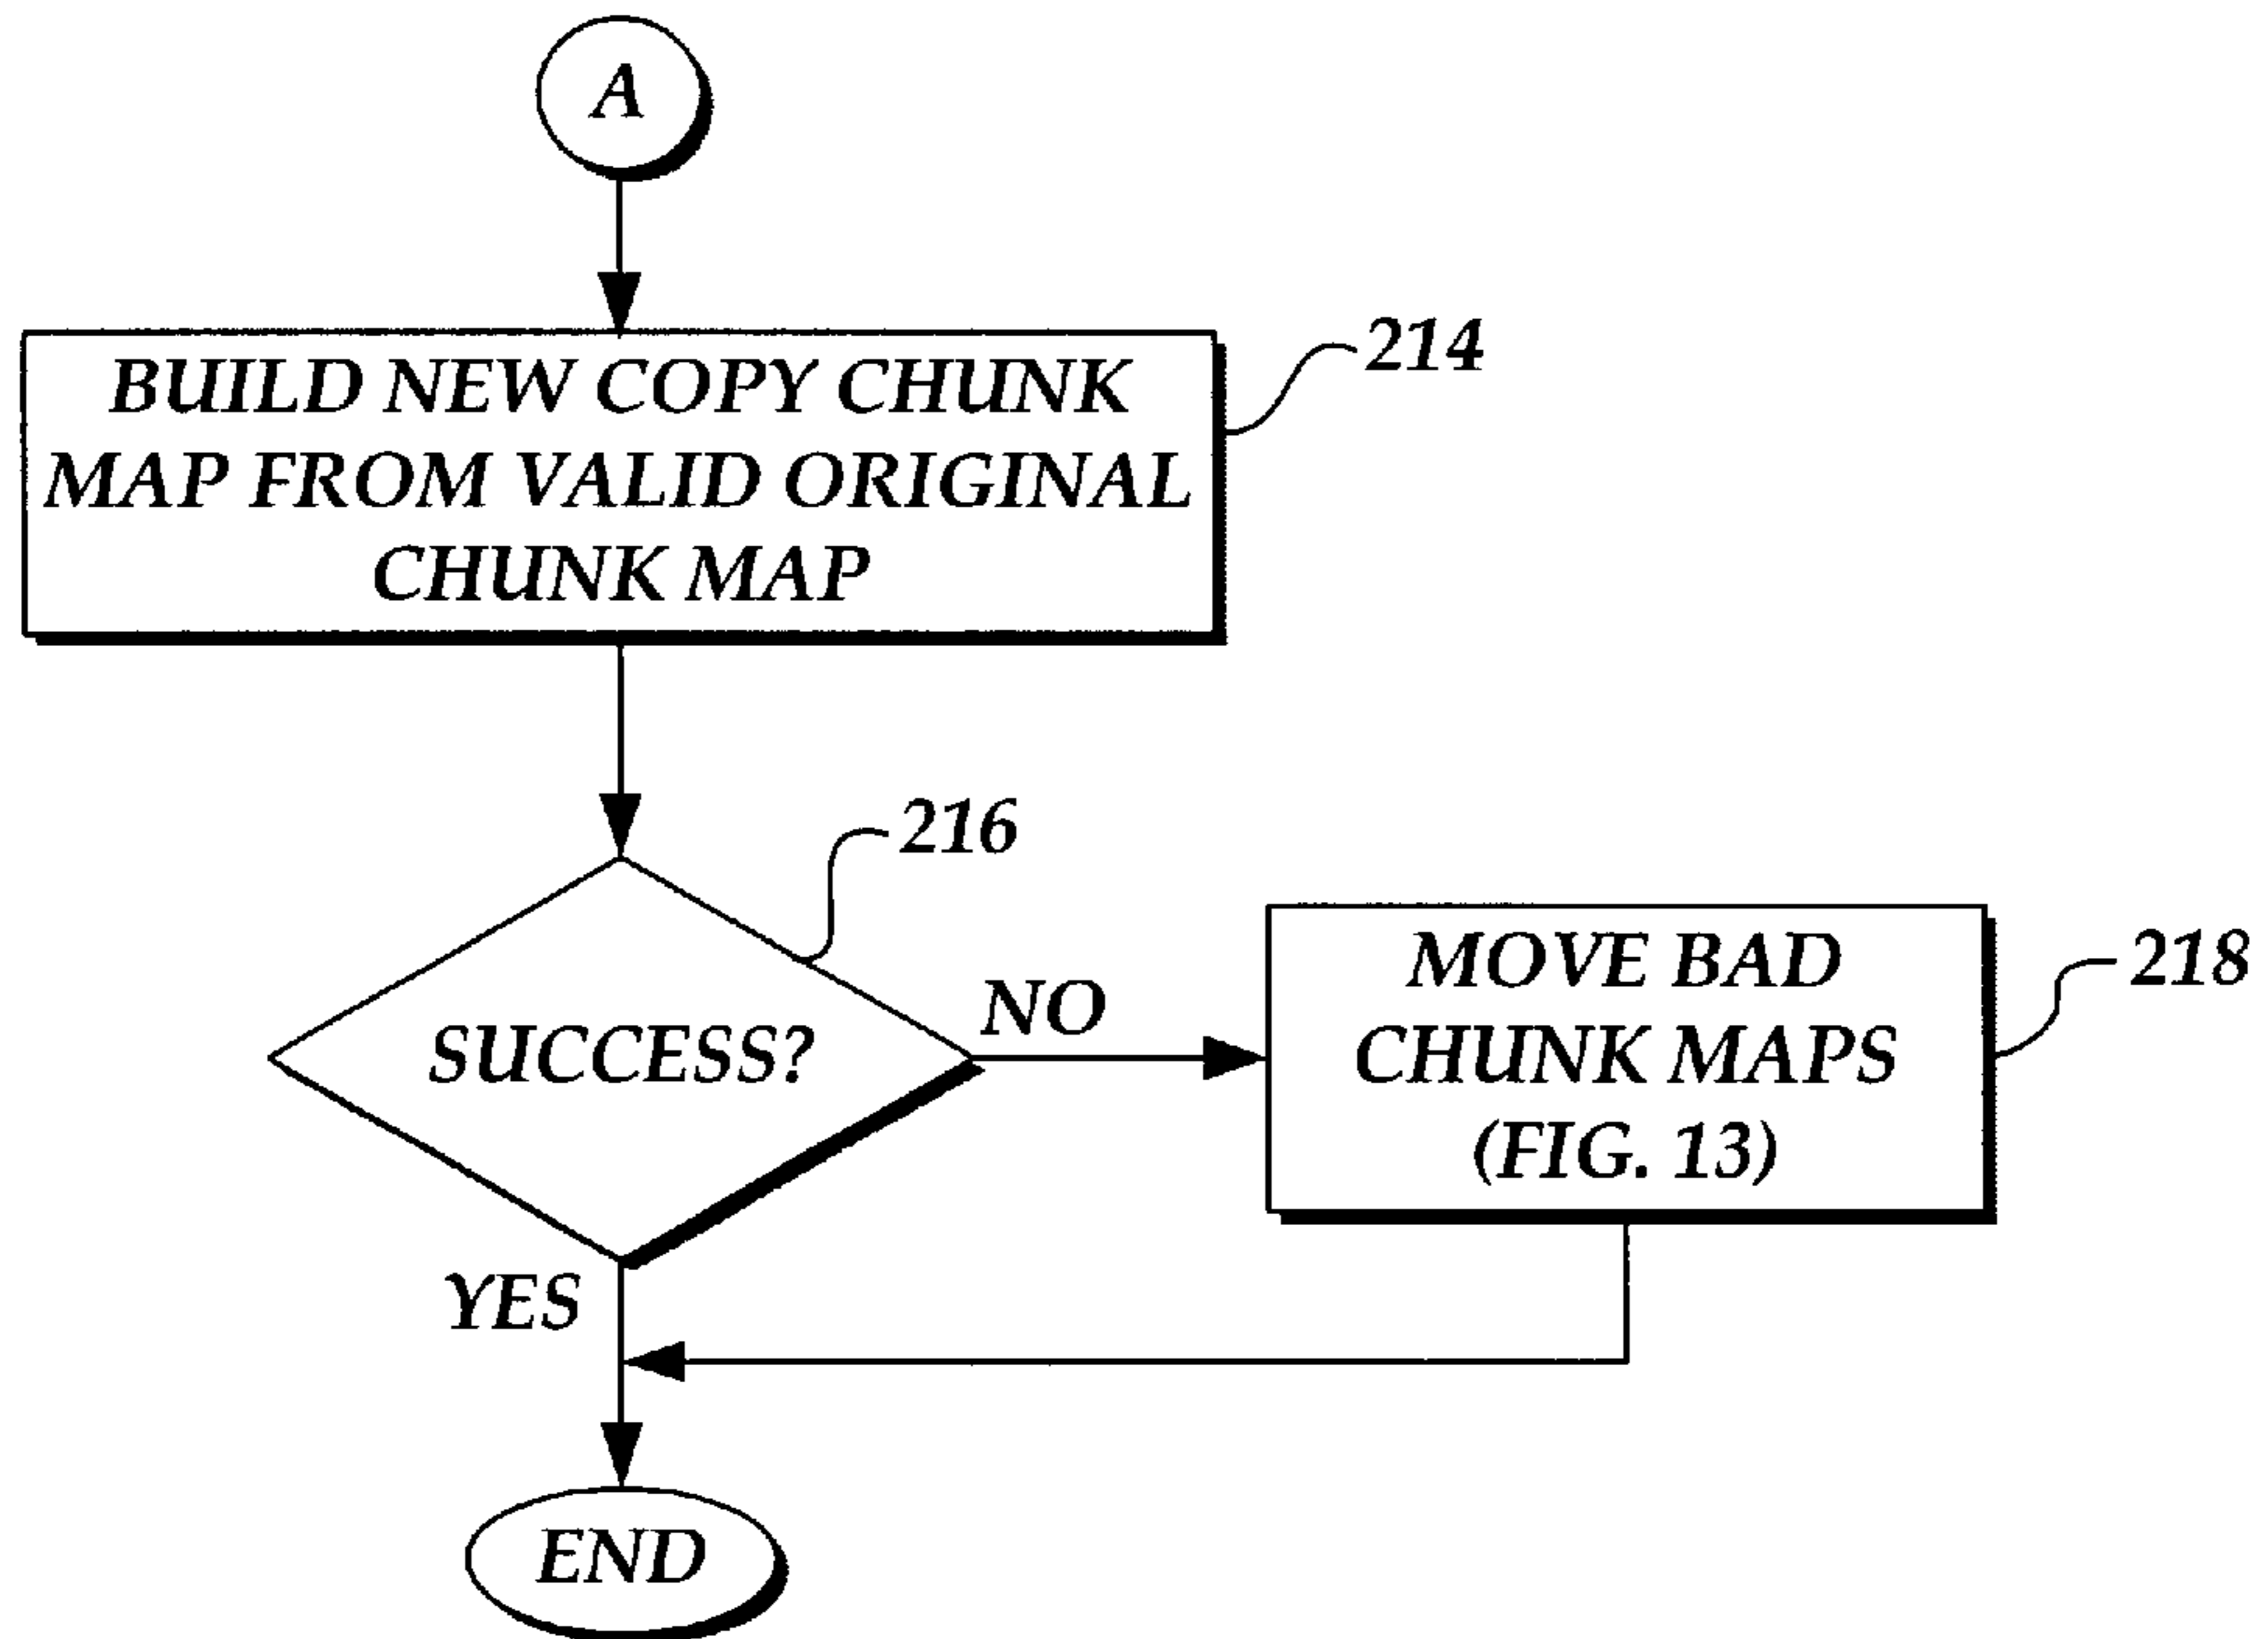 A
BUILD NEW COPY CHUNK
MAP FROM VALID ORIGINAL
CHUNK MAP
214
216
SUCCESS?
NO
MOVE BAD
CHUNK MAPS
(FIG. 13)
218
YES
END